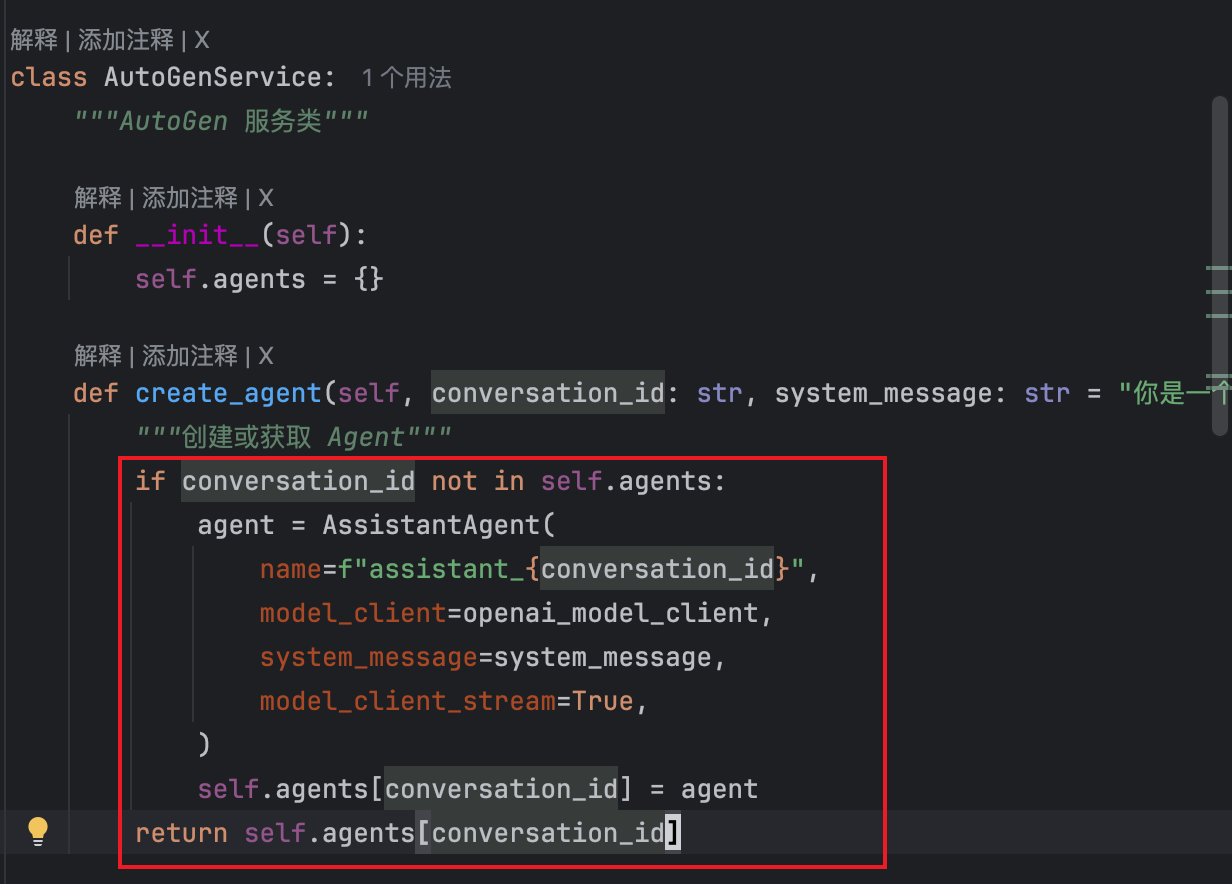 解释 | 添加注释 | X
class AutoGenService: 1 个用法
"""AutoGen 服务类"""
解释 | 添加注释 | X
def __init__(self):
self.agents = {}
解释 | 添加注释 | X
def create_agent(self, conversation_id: str, system_message: str = "你是一个
"""创建或获取 Agent"""
if conversation_id not in self.agents:
agent = AssistantAgent(
name=f"assistant_{conversation_id}",
model_client=openai_model_client,
system_message=system_message,
model_client_stream=True,
)
self.agents[conversation_id] = agent
return self.agents[conversation_id]